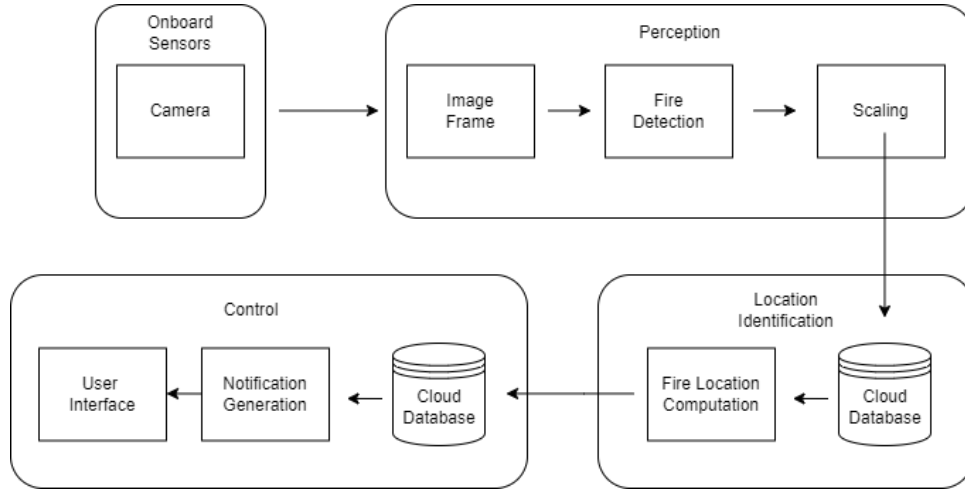 Onboard
Sensors
Camera
Perception
Image
Frame
Fire
Detection
Scaling
Control
User
Interface
Notification
Generation
Cloud
Database
Location
Identification
Fire Location
Computation
Cloud
Database